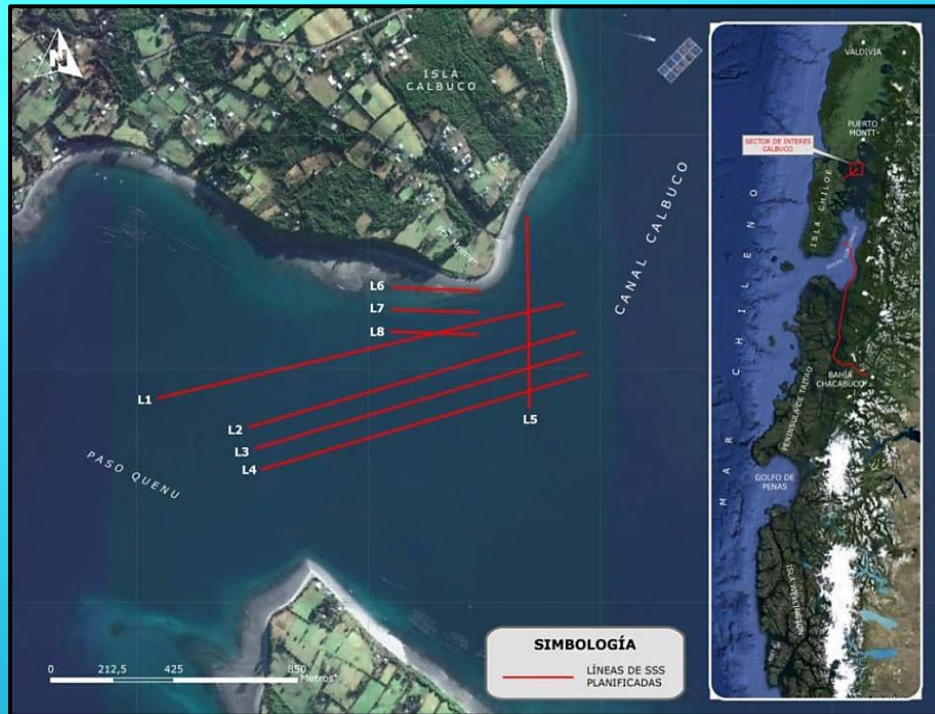 N
ISLA
CALBUCO
CANAL CALBUCO
L6
L7
L8
L1
L2
L3
L4
L5
PASO QUENU
0 212,5 425 850
Metros
SIMBOLOGÍA
LÍNEAS DE SSS
PLANIFICADAS
VALDIVIA
PUERTO
MONTT
SECTOR DE INTERES
CALBUCO
ISLA CHILOE
MAR CHILENO
BAHÍA
CHACABUCO
PENINSULA DE TAITAO
GOLFO DE
PENAS